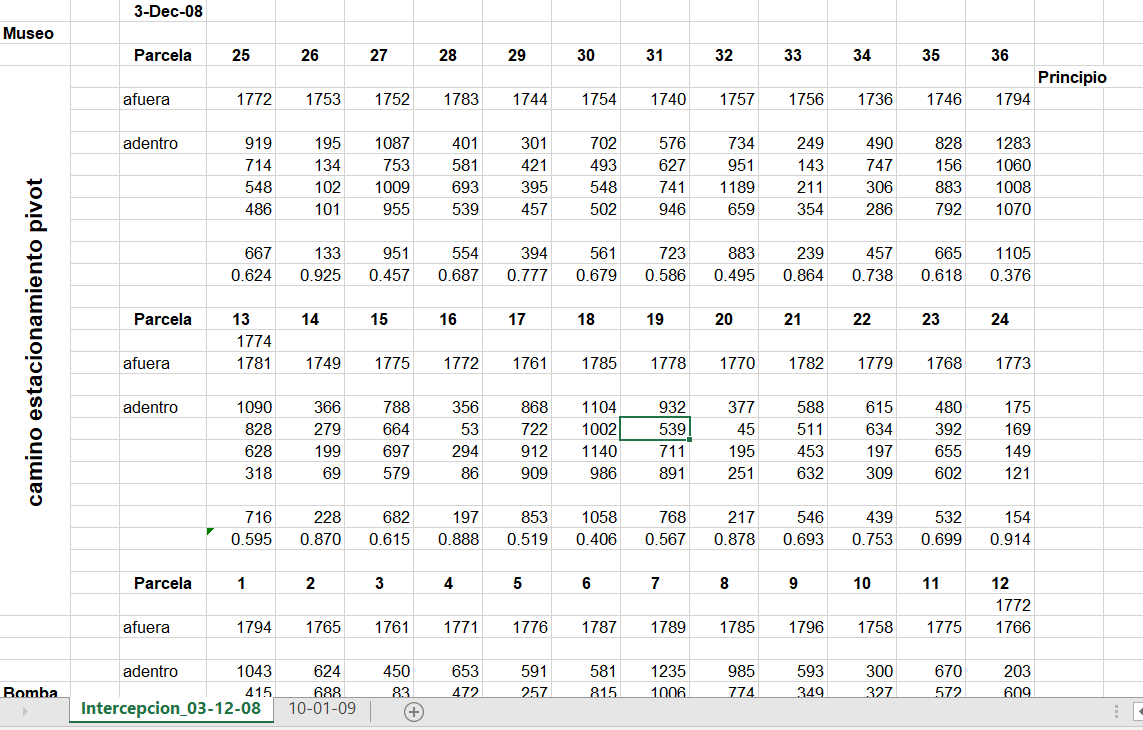 3-Dec-08
Museo
Parcela 25 26 27 28 29 30 31 32 33 34 35 36
Principio
afuera 1772 1753 1752 1783 1744 1754 1740 1757 1756 1736 1746 1794
adentro 919 195 1087 401 301 702 576 734 249 490 828 1283
714 134 753 581 421 493 627 951 143 747 156 1060
548 102 1009 693 395 548 741 1189 211 306 883 1008
486 101 955 539 457 502 946 659 354 286 792 1070
667 133 951 554 394 561 723 883 239 457 665 1105
0.624 0.925 0.457 0.687 0.777 0.679 0.586 0.495 0.864 0.738 0.618 0.376
camino estacionamiento pivot
Parcela 13 14 15 16 17 18 19 20 21 22 23 24
1774
afuera 1781 1749 1775 1772 1761 1785 1778 1770 1782 1779 1768 1773
adentro 1090 366 788 356 868 1104 932 377 588 615 480 175
828 279 664 53 722 1002 539 45 511 634 392 169
628 199 697 294 912 1140 711 195 453 197 655 149
318 69 579 86 909 986 891 251 632 309 602 121
716 228 682 197 853 1058 768 217 546 439 532 154
0.595 0.870 0.615 0.888 0.519 0.406 0.567 0.878 0.693 0.753 0.699 0.914
Parcela 1 2 3 4 5 6 7 8 9 10 11 12
1772
afuera 1794 1765 1761 1771 1776 1787 1789 1785 1796 1758 1775 1766
adentro 1043 624 450 653 591 581 1235 985 593 300 670 203
Bomba 415 688 83 472 257 815 1006 774 349 327 572 609
Intercepcion_03-12-08 10-01-09